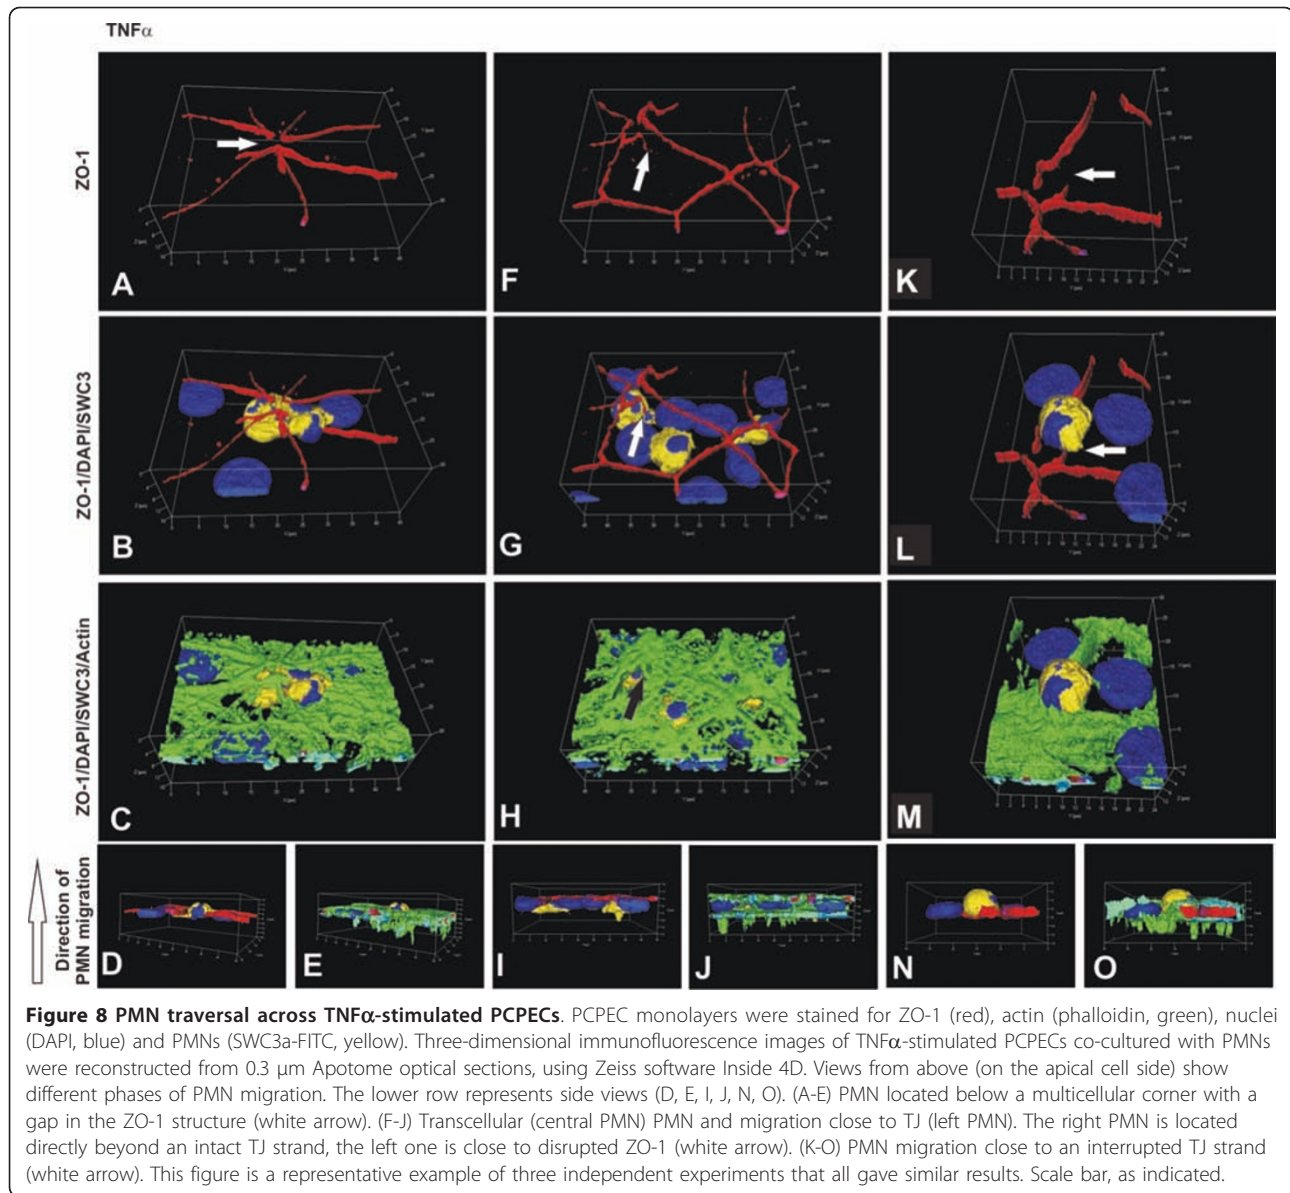 TNFα
ZO-1
A
F
K
ZO-1/DAPI/SWC3
B
G
L
ZO-1/DAPI/SWC3/Actin
C
H
M
Direction of
PMN migration
D
E
I
J
N
O
Figure 8 PMN traversal across TNFα-stimulated PCPECs. PCPEC monolayers were stained for ZO-1 (red), actin (phalloidin, green), nuclei
(DAPI, blue) and PMNs (SWC3a-FITC, yellow). Three-dimensional immunofluorescence images of TNFα-stimulated PCPECs co-cultured with PMNs
were reconstructed from 0.3 μm Apotome optical sections, using Zeiss software Inside 4D. Views from above (on the apical cell side) show
different phases of PMN migration. The lower row represents side views (D, E, I, J, N, O). (A-E) PMN located below a multicellular corner with a
gap in the ZO-1 structure (white arrow). (F-J) Transcellular (central PMN) PMN and migration close to TJ (left PMN). The right PMN is located
directly beyond an intact TJ strand, the left one is close to disrupted ZO-1 (white arrow). (K-O) PMN migration close to an interrupted TJ strand
(white arrow). This figure is a representative example of three independent experiments that all gave similar results. Scale bar, as indicated.